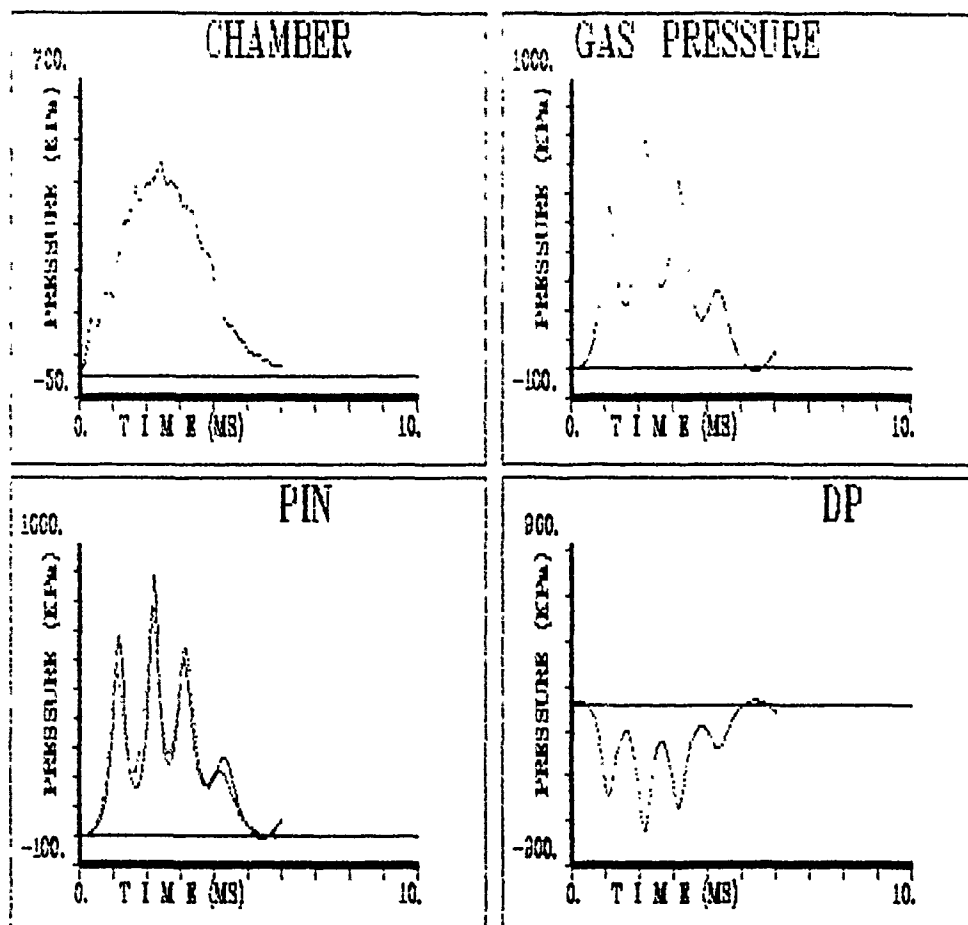 CHAMBER
700.
PRESSURE (KPa)
-50.
0. TIME (MS) 10.
GAS PRESSURE
1000.
PRESSURE (KPa)
-100.
0. TIME (MS) 10.
PIN
1000.
PRESSURE (KPa)
-100.
0. TIME (MS) 10.
DP
900.
PRESSURE (KPa)
-900.
0. TIME (MS) 10.